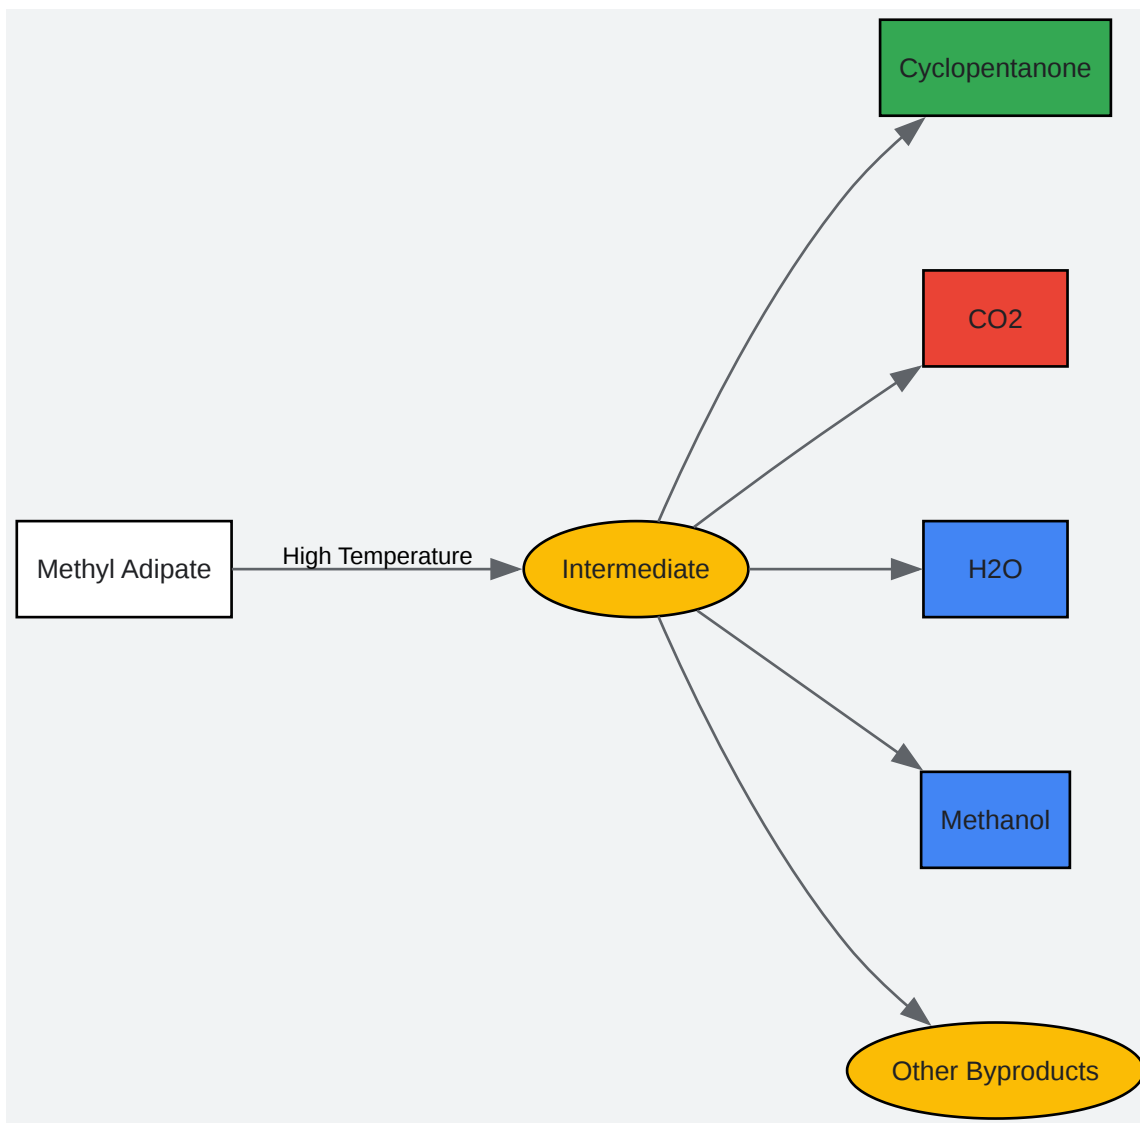 Cyclopentanone
CO2
Methyl Adipate
High Temperature
Intermediate
H2O
Methanol
Other Byproducts